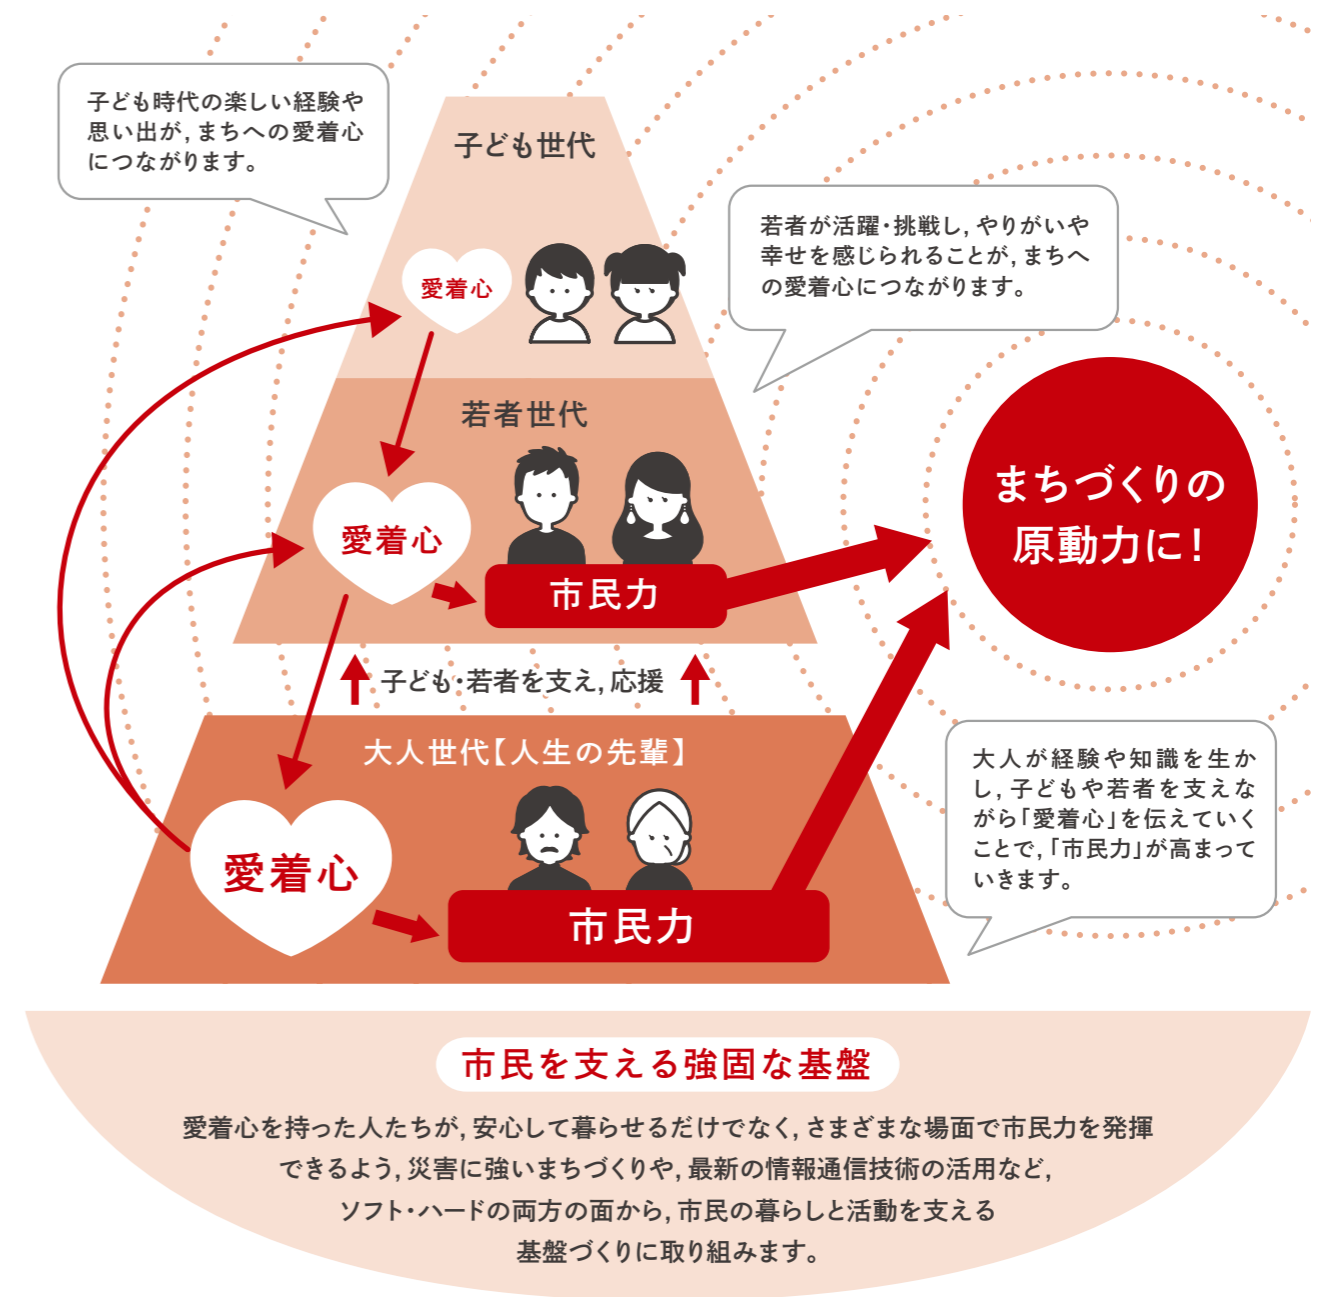 子ども時代の楽しい経験や
思い出が,まちへの愛着心
につながります。
子ども世代
愛着心
若者が活躍・挑戦し,やりがいや
幸せを感じられることが,まちへ
の愛着心につながります。
若者世代
愛着心
市民力
まちづくりの
原動力に!
子ども・若者を支え,応援
大人世代【人生の先輩】
愛着心
市民力
大人が経験や知識を生か
し,子どもや若者を支えな
がら「愛着心」を伝えていく
ことで,「市民力」が高まって
いきます。
市民を支える強固な基盤
愛着心を持った人たちが,安心して暮らせるだけでなく,さまざまな場面で市民力を発揮
できるよう,災害に強いまちづくりや,最新の情報通信技術の活用など,
ソフト・ハードの両方の面から,市民の暮らしと活動を支える
基盤づくりに取り組みます。